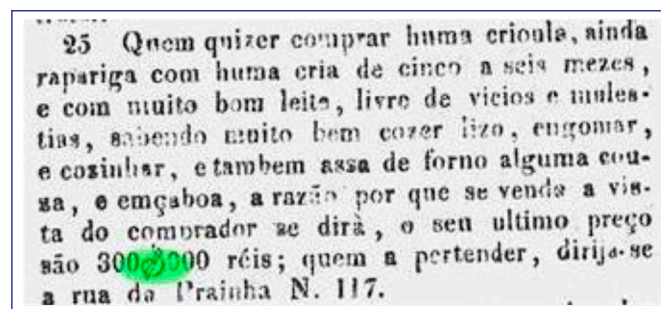 25 Quem quizer comprar huma crioula, ainda
rapariga com huma cria de cinco a seis mezes,
e com muito bom leite, livre de vicios e moles-
tias, sabendo muito bem cozer lizo, engomar,
e cosinhar, e tambem assa de forno alguma cou-
sa, e emçaboa, a razão por que se vende a vis-
ta do comprador se dirà, o seu ultimo preço
são 300$000 réis; quem a pertender, dirija-se
a rua da Prainha N. 117.